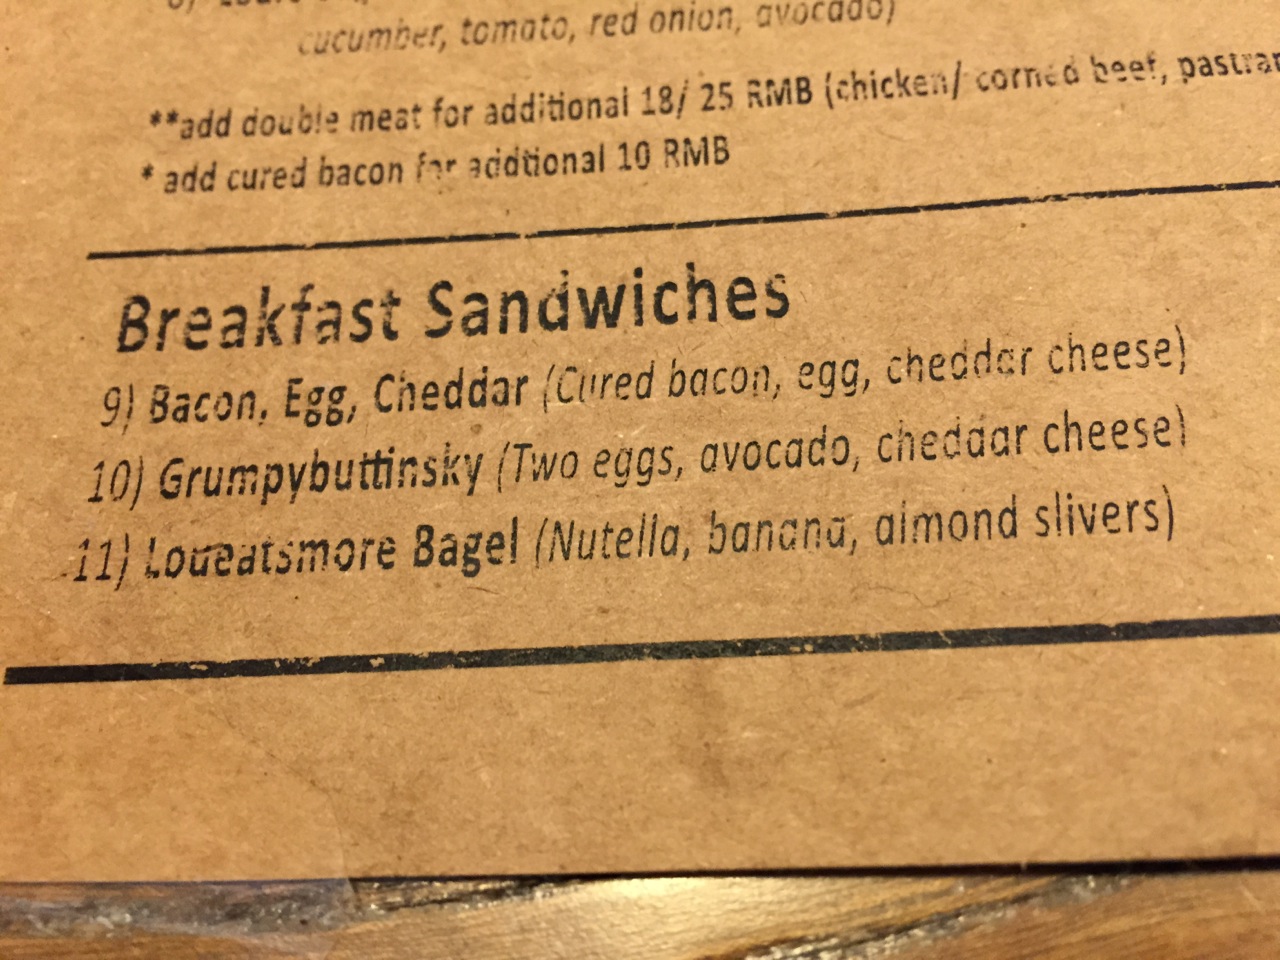 cucumber, tomato, red onion, avocado)
**add double meat for additional 18/ 25 RMB (chicken/ corned beef,
* add cured bacon for addtional 10 RMB
Breakfast Sandwiches
9) Bacon, Egg, Cheddar (Cured bacon, egg, cheddar cheese)
10) Grumpybuttinsky (Two eggs, avocado, cheddar cheese)
11) Loueatsmore Bagel (Nutella, banana, almond slivers)